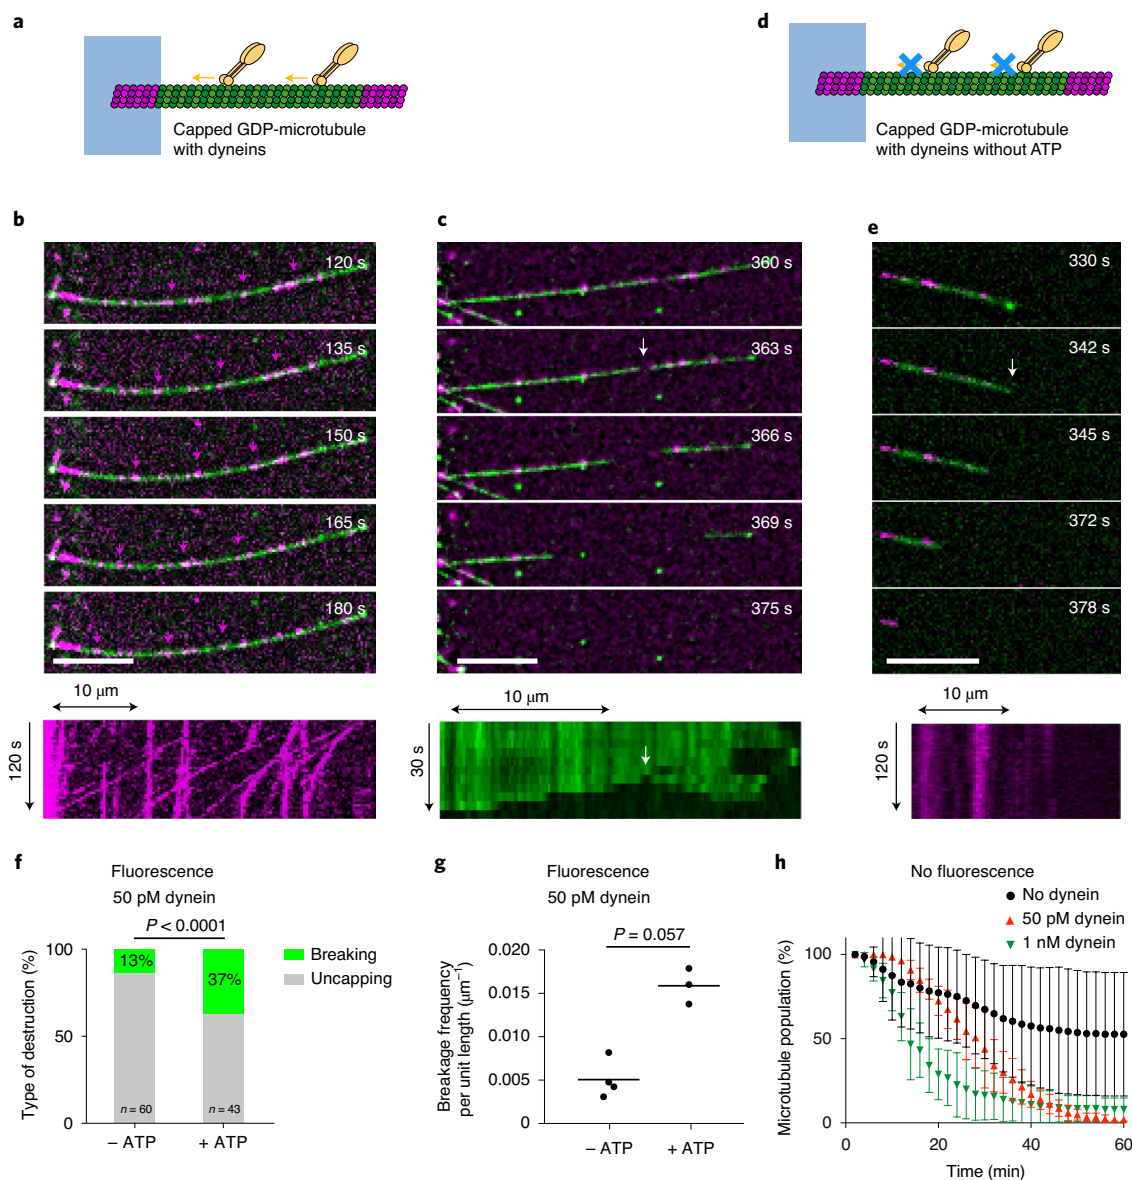 a
Capped GDP-microtubule
with dyneins
d
Capped GDP-microtubule
with dyneins without ATP
b
120 s
135 s
150 s
165 s
180 s
10 µm
120 s
c
360 s
363 s
366 s
369 s
375 s
10 µm
30 s
e
330 s
342 s
345 s
372 s
378 s
10 µm
120 s
f
Fluorescence
50 pM dynein
P < 0.0001
Type of destruction (%)
100
50
0
13%
37%
n = 60
n = 43
– ATP
+ ATP
Breaking
Uncapping
g
Fluorescence
50 pM dynein
P = 0.057
Breakage frequency
per unit length (µm⁻¹)
0.020
0.015
0.010
0.005
0
– ATP
+ ATP
h
No fluorescence
No dynein
50 pM dynein
1 nM dynein
Microtubule population (%)
100
50
0
0
20
40
60
Time (min)